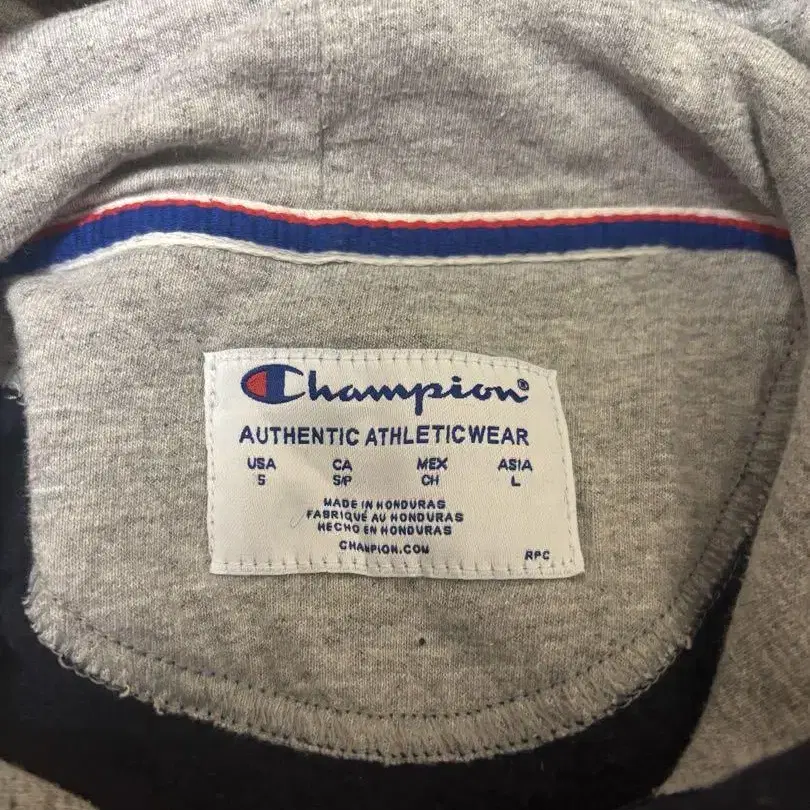 Champion®
AUTHENTIC ATHLETICWEAR
USA CA MEX ASIA
S S/P CH L
MADE IN HONDURAS
FABRIQUÉ AU HONDURAS
HECHO EN HONDURAS
CHAMPION.COM
RPC